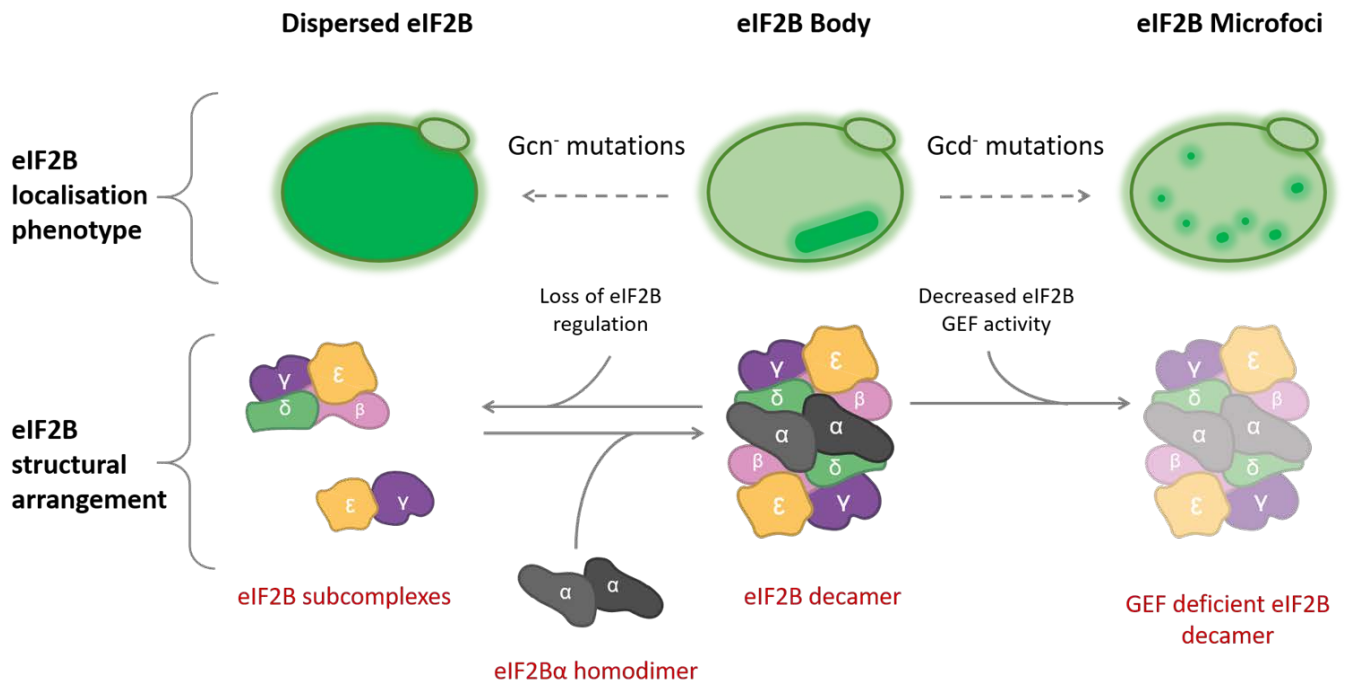 Dispersed eIF2B
eIF2B Body
eIF2B Microfoci
eIF2B
localisation
phenotype
Gcn⁻ mutations
Gcd⁻ mutations
Loss of eIF2B
regulation
Decreased eIF2B
GEF activity
eIF2B
structural
arrangement
γ
ε
δ
β
ε
γ
α
α
γ
ε
δ
β
α
α
β
δ
ε
γ
γ
ε
δ
β
α
α
β
δ
ε
γ
eIF2B subcomplexes
eIF2Bα homodimer
eIF2B decamer
GEF deficient eIF2B
decamer